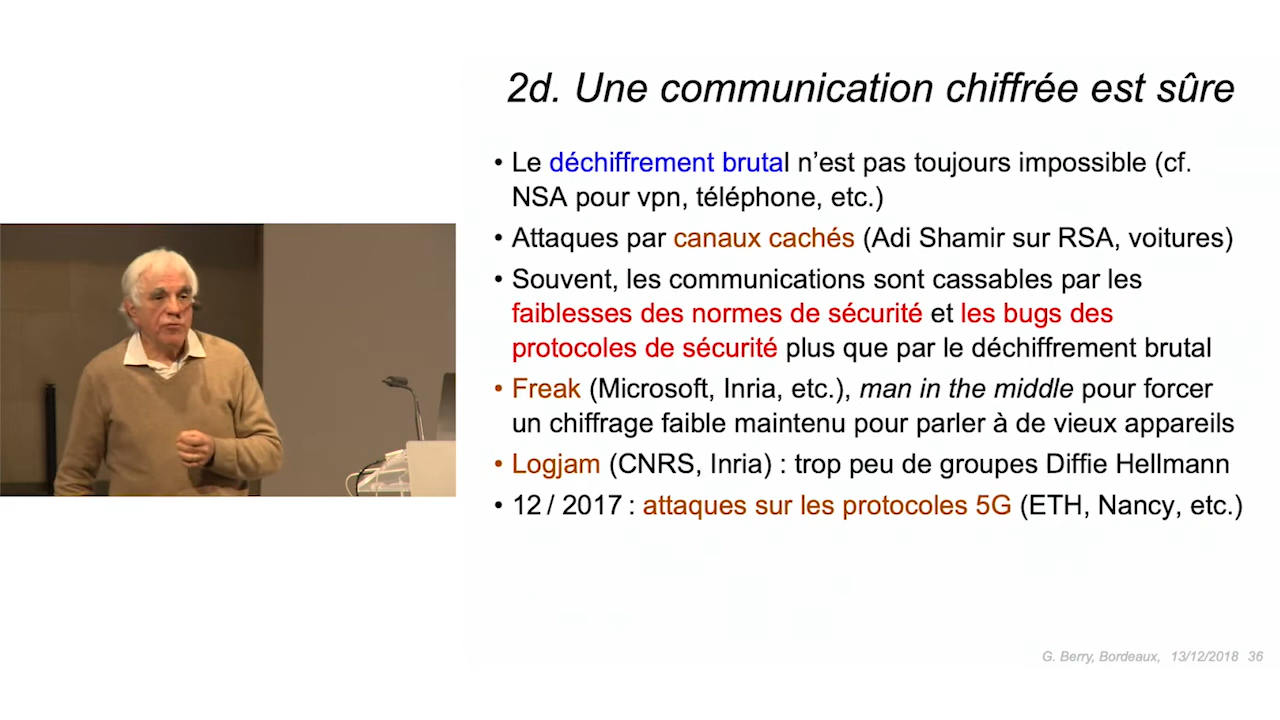 2d. Une communication chiffrée est sûre
• Le déchiffrement brutal n’est pas toujours impossible (cf.
NSA pour vpn, téléphone, etc.)
• Attaques par canaux cachés (Adi Shamir sur RSA, voitures)
• Souvent, les communications sont cassables par les
faiblesses des normes de sécurité et les bugs des
protocoles de sécurité plus que par le déchiffrement brutal
• Freak (Microsoft, Inria, etc.), man in the middle pour forcer
un chiffrage faible maintenu pour parler à de vieux appareils
• Logjam (CNRS, Inria) : trop peu de groupes Diffie Hellmann
• 12 / 2017 : attaques sur les protocoles 5G (ETH, Nancy, etc.)
G. Berry, Bordeaux, 13/12/2018 36